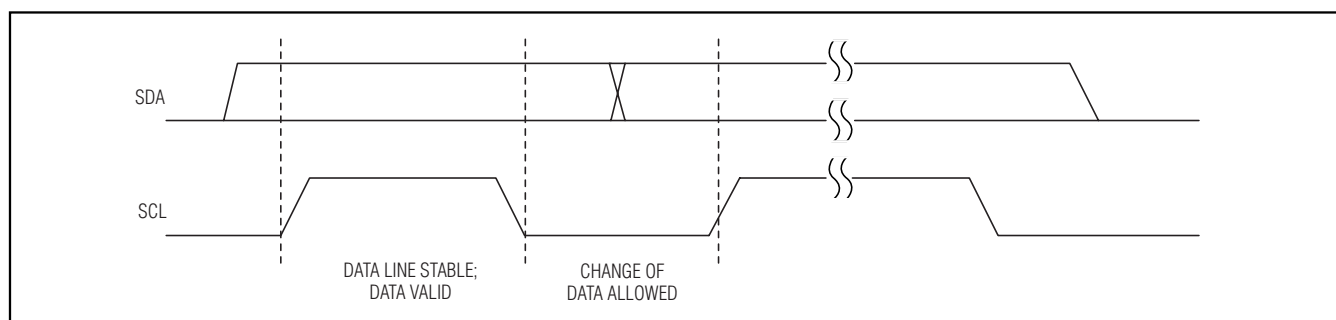 SDA
SCL
DATA LINE STABLE;
DATA VALID
CHANGE OF
DATA ALLOWED